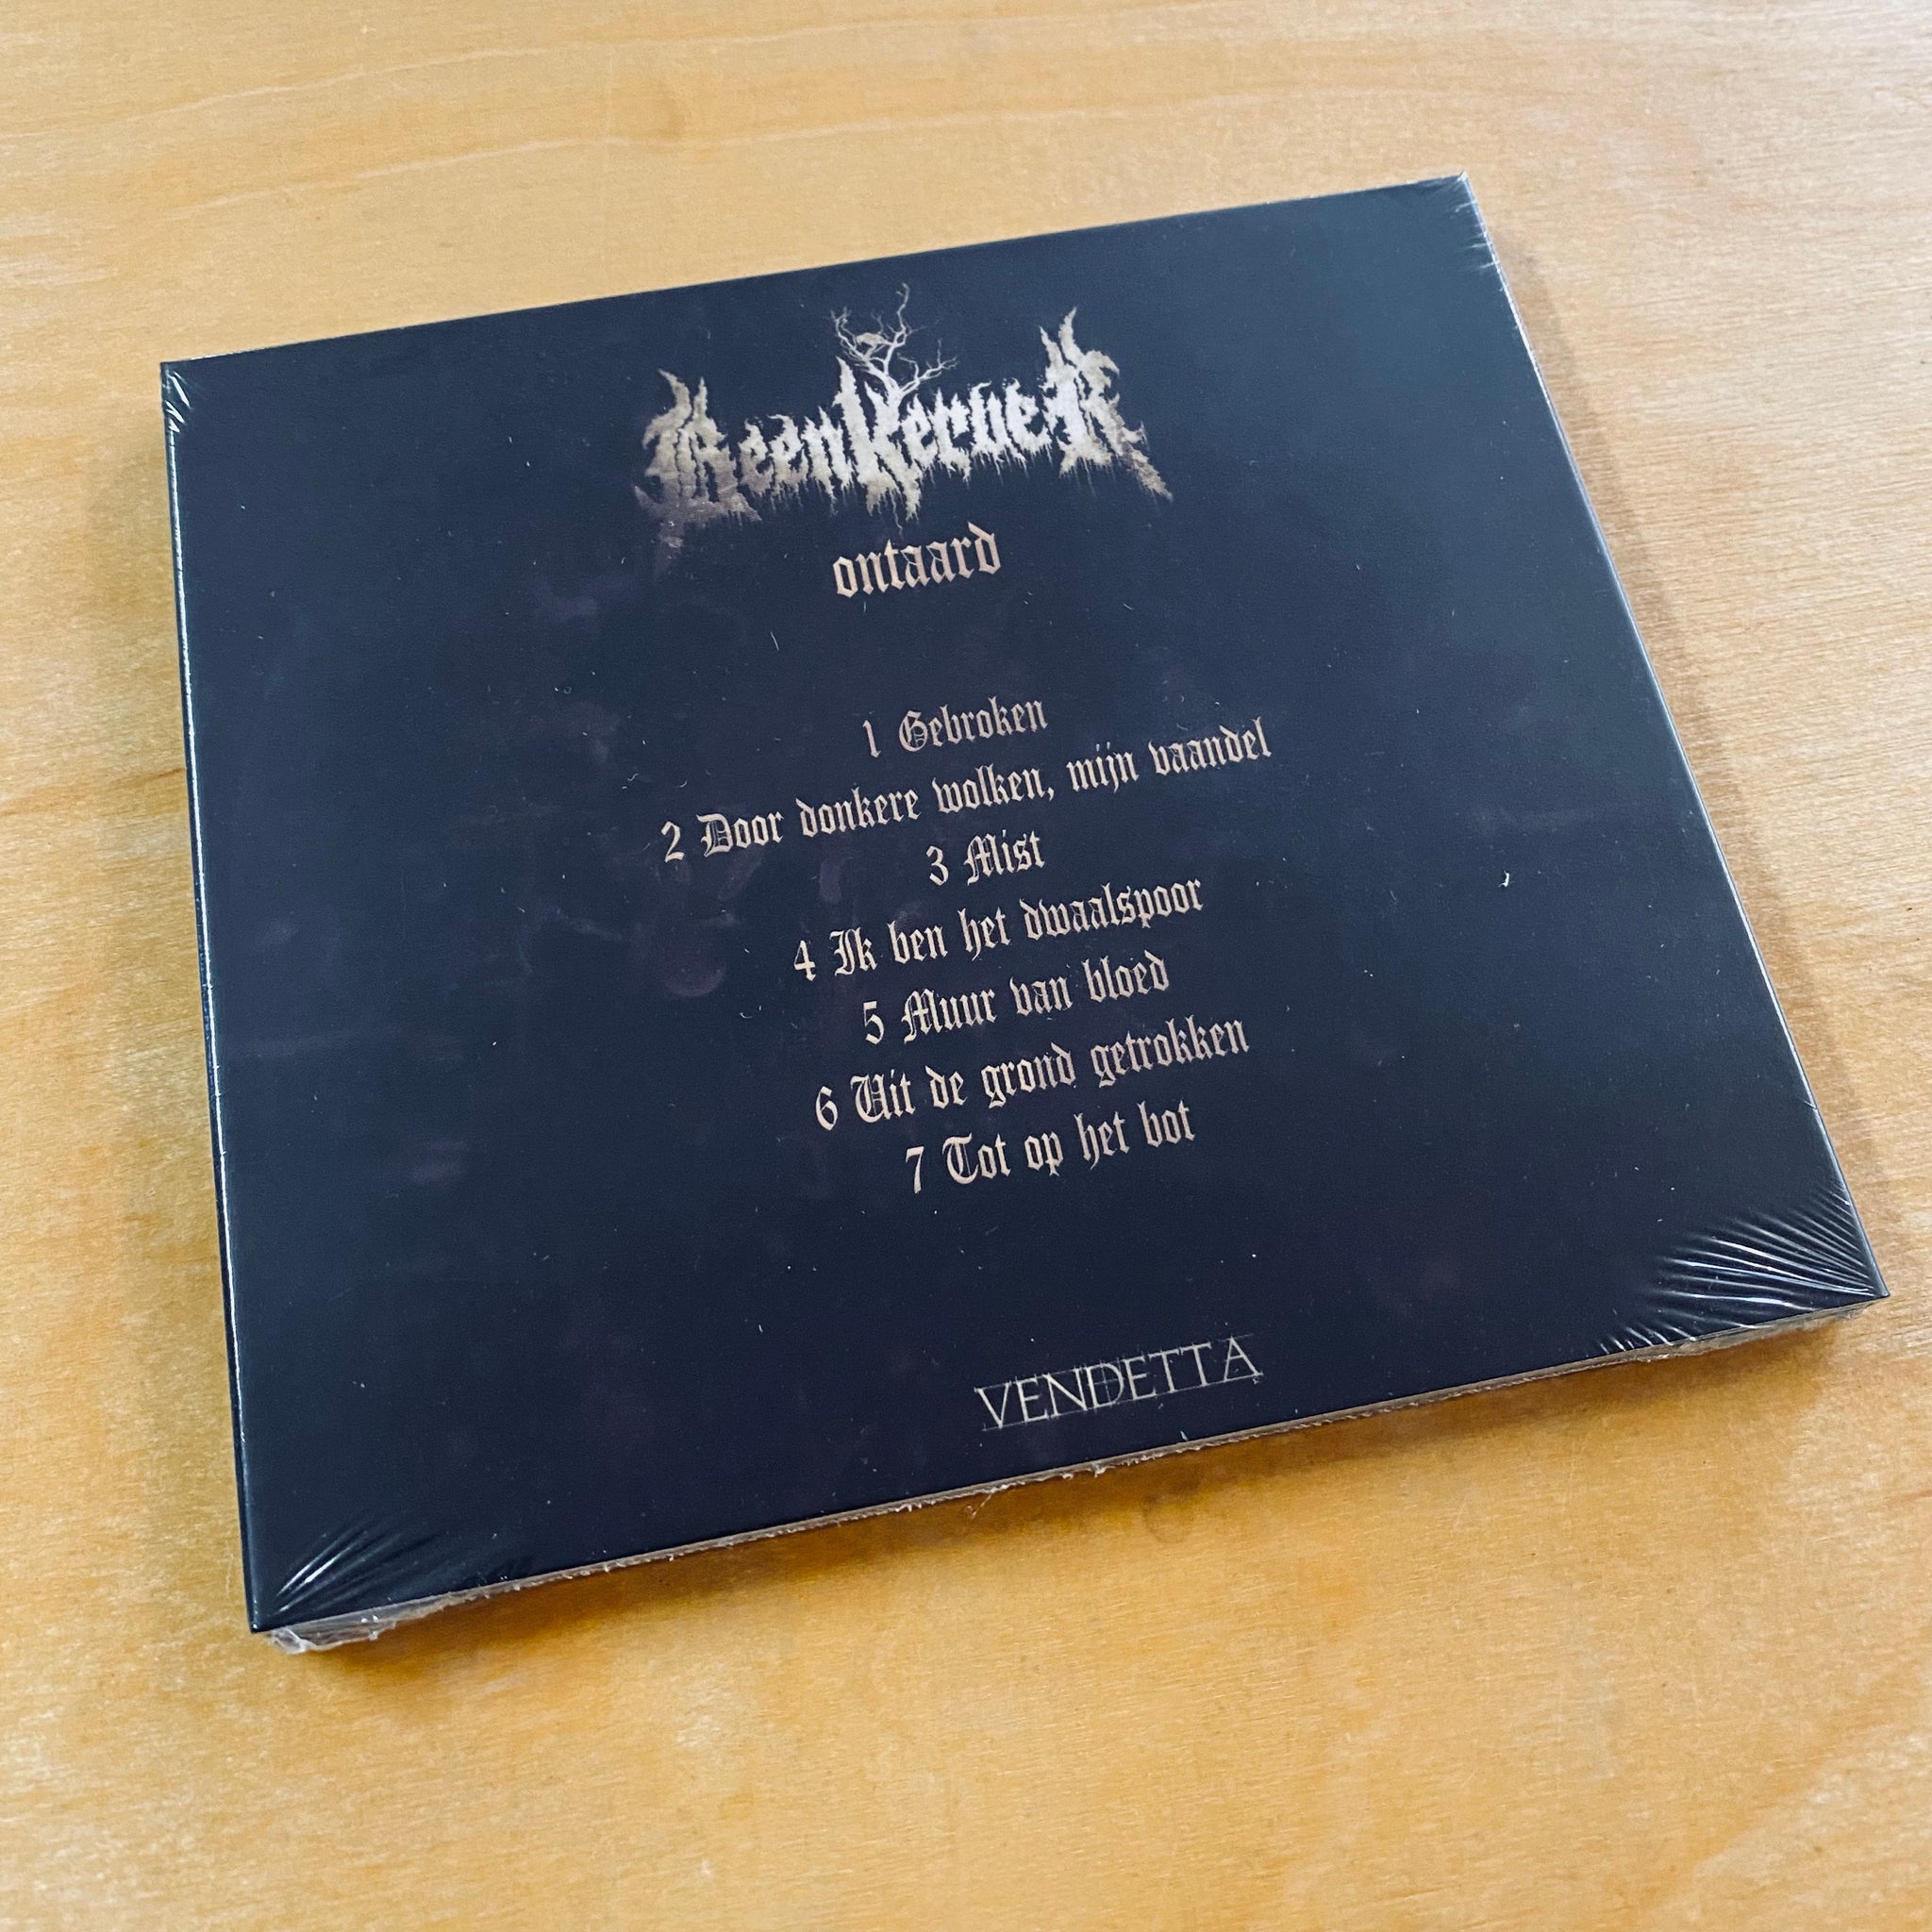 BeenKerveR
ontaard
1 Gebroken
2 Door donkere wolken, mijn vaandel
3 Mist
4 Ik ben het dwaalspoor
5 Muur van bloed
6 Uit de grond getrokken
7 Tot op het bot
VENDETTA